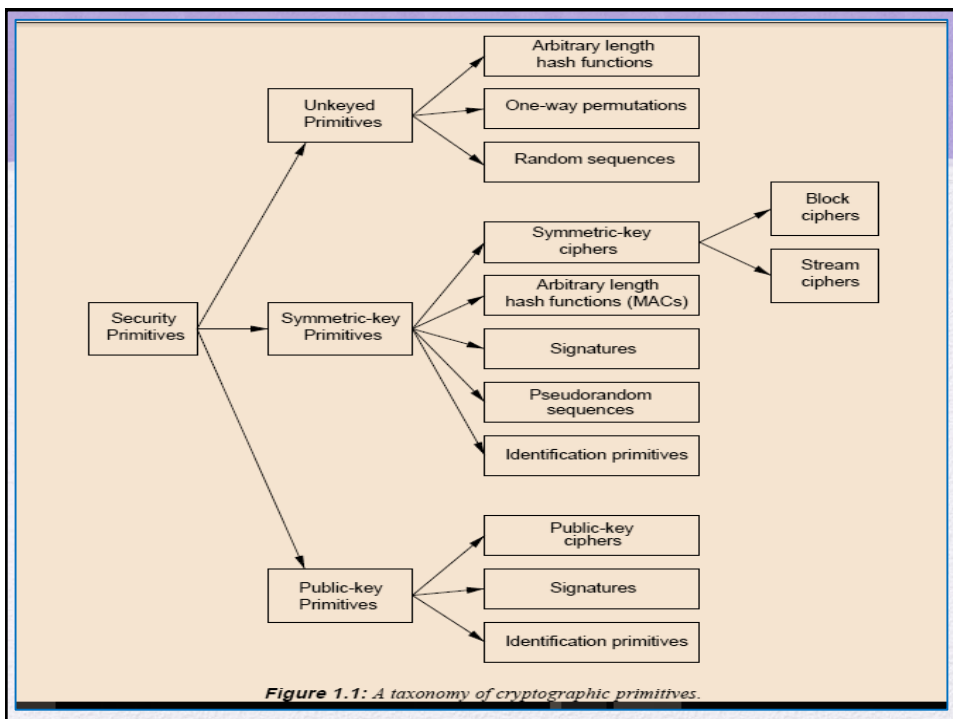 Arbitrary length
hash functions
Unkeyed
Primitives
One-way permutations
Random sequences
Block
ciphers
Symmetric-key
ciphers
Stream
ciphers
Arbitrary length
hash functions (MACs)
Security
Primitives
Symmetric-key
Primitives
Signatures
Pseudorandom
sequences
Identification primitives
Public-key
ciphers
Public-key
Primitives
Signatures
Identification primitives
Figure 1.1: A taxonomy of cryptographic primitives.